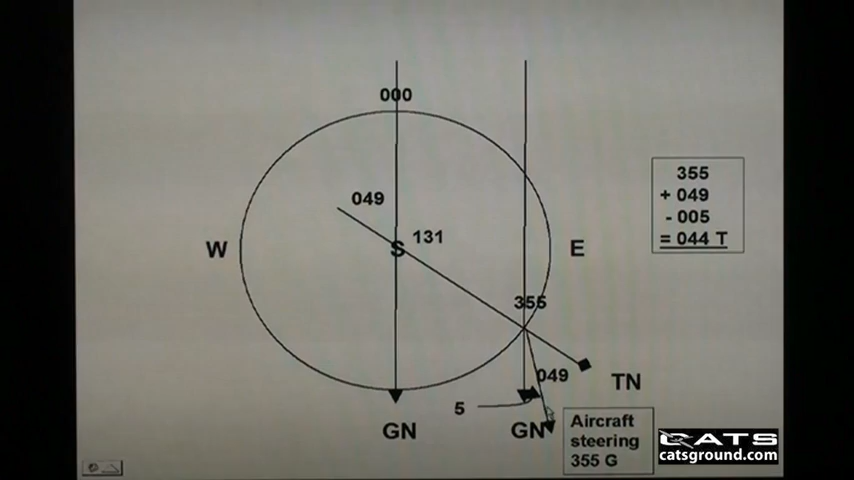 000
049
S
131
W
E
355
049
TN
5
GN
GN
355
+ 049
- 005
= 044 T
Aircraft
steering
355 G
CATS
catsground.com